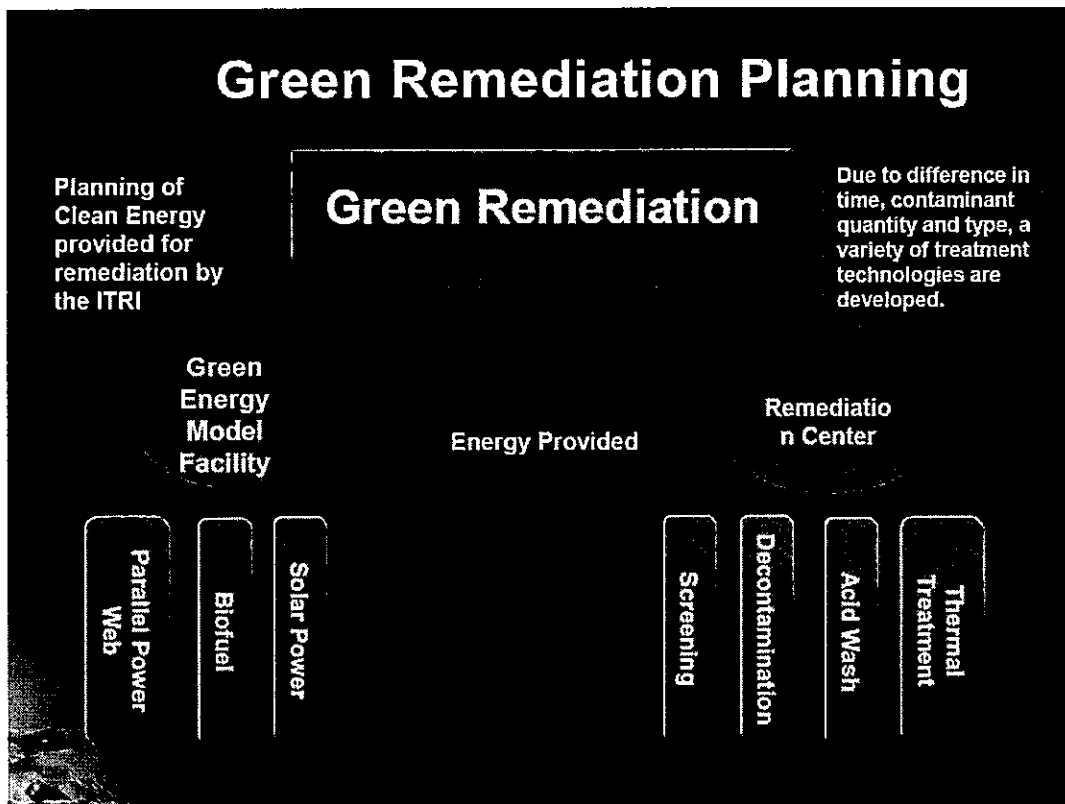 Green Remediation Planning
Planning of
Clean Energy
provided for
remediation by
the ITRI
Green Remediation
Due to difference in
time, contaminant
quantity and type, a
variety of treatment
technologies are
developed.
Green
Energy
Model
Facility
Energy Provided
Remediatio
n Center
Parallel Power
Web
Biofuel
Solar Power
Screening
Decontamination
Acid Wash
Thermal
Treatment